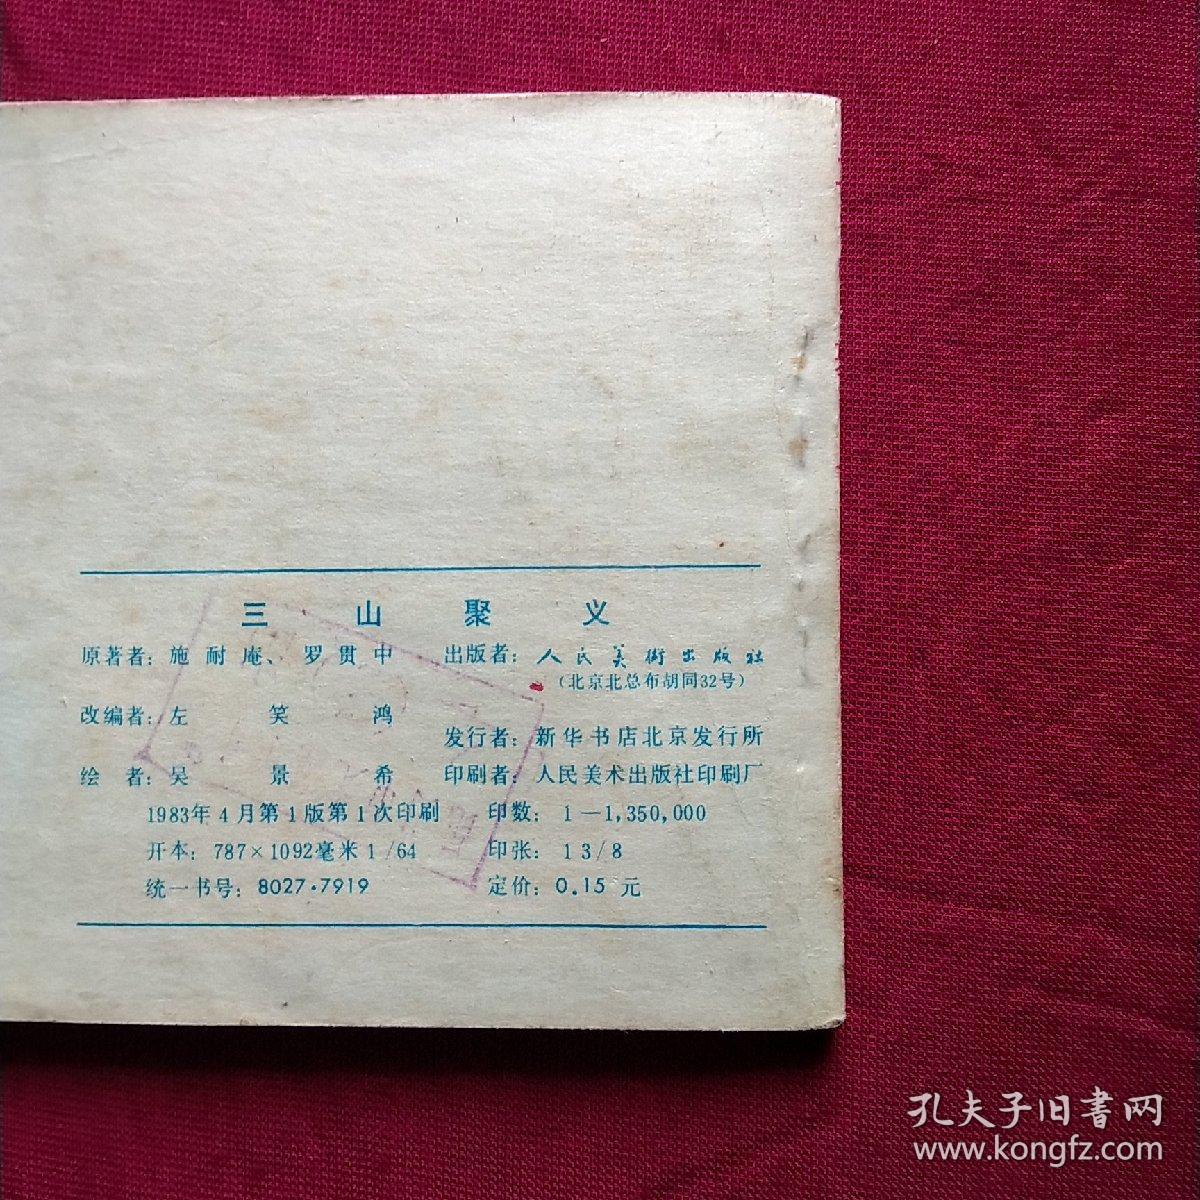 三山聚义
原著者：施耐庵、罗贯中
改编者：左笑鸿
绘者：吴景希
出版者：人民美术出版社
（北京北总布胡同32号）
发行者：新华书店北京发行所
印刷者：人民美术出版社印刷厂
1983年4月第1版第1次印刷
印数：1—1,350,000
开本：787×1092毫米1/64
印张：13/8
统一书号：8027·7919
定价：0.15元
孔夫子旧書网
www.kongfz.com